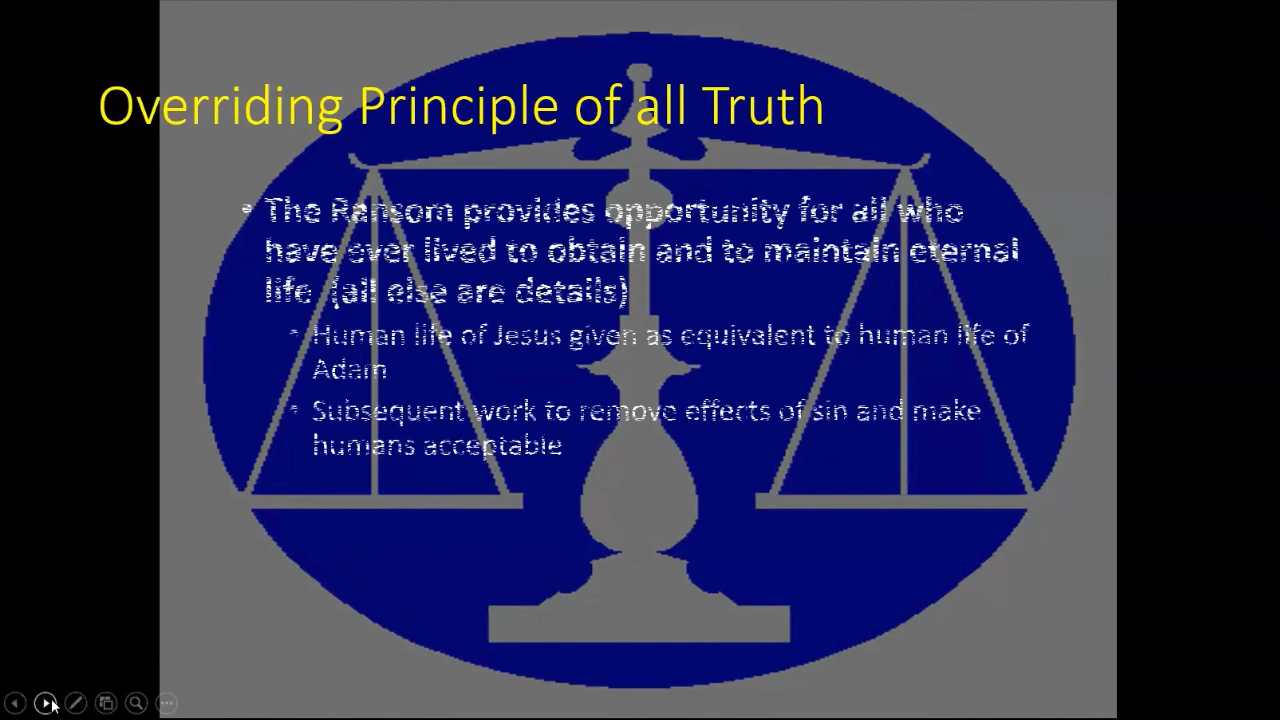 Overriding Principle of all Truth
• The Ransom provides opportunity for all who
have ever lived to obtain and to maintain eternal
life (all else are details)
• Human life of Jesus given as equivalent to human life of
Adam
• Subsequent work to remove effects of sin and make
humans acceptable